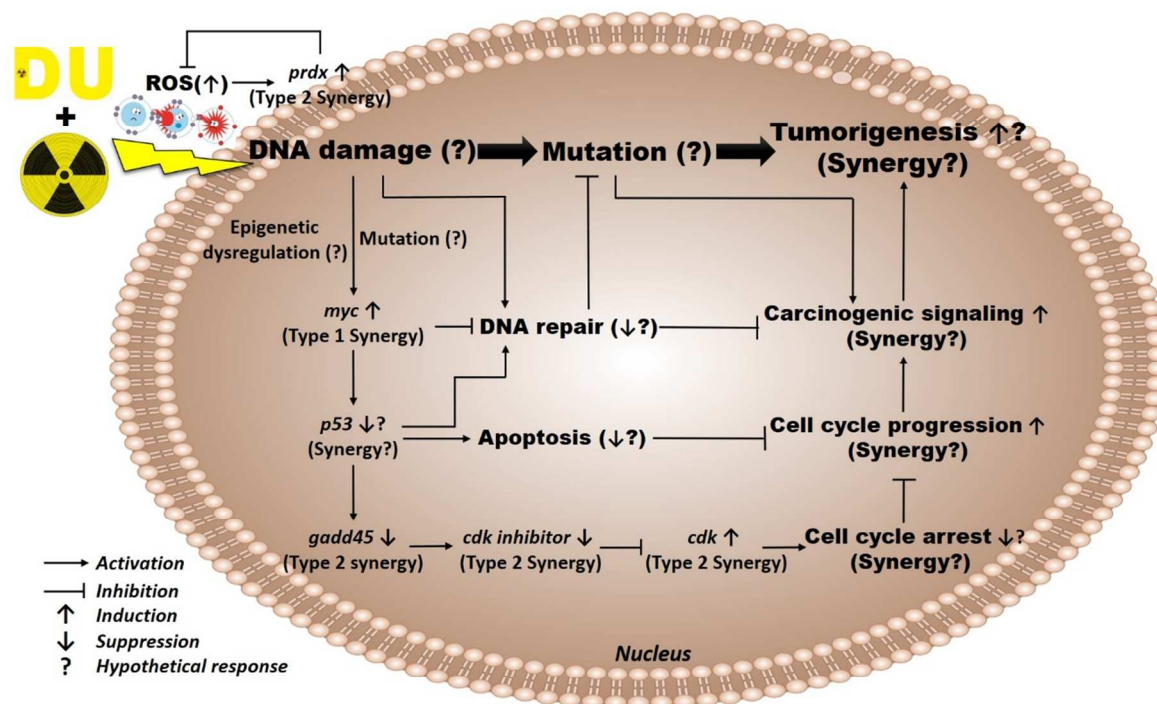 DU
+
ROS(↑)
prdx ↑
(Type 2 Synergy)
DNA damage (?)
Mutation (?)
Tumorigenesis ↑?
(Synergy?)
Epigenetic
dysregulation (?)
Mutation (?)
myc ↑
(Type 1 Synergy)
DNA repair (↓?)
Carcinogenic signaling ↑
(Synergy?)
p53 ↓?
(Synergy?)
Apoptosis (↓?)
Cell cycle progression ↑
(Synergy?)
gadd45 ↓
(Type 2 synergy)
cdk inhibitor ↓
(Type 2 Synergy)
cdk ↑
(Type 2 Synergy)
Cell cycle arrest ↓?
(Synergy?)
Activation
Inhibition
↑ Induction
↓ Suppression
? Hypothetical response
Nucleus